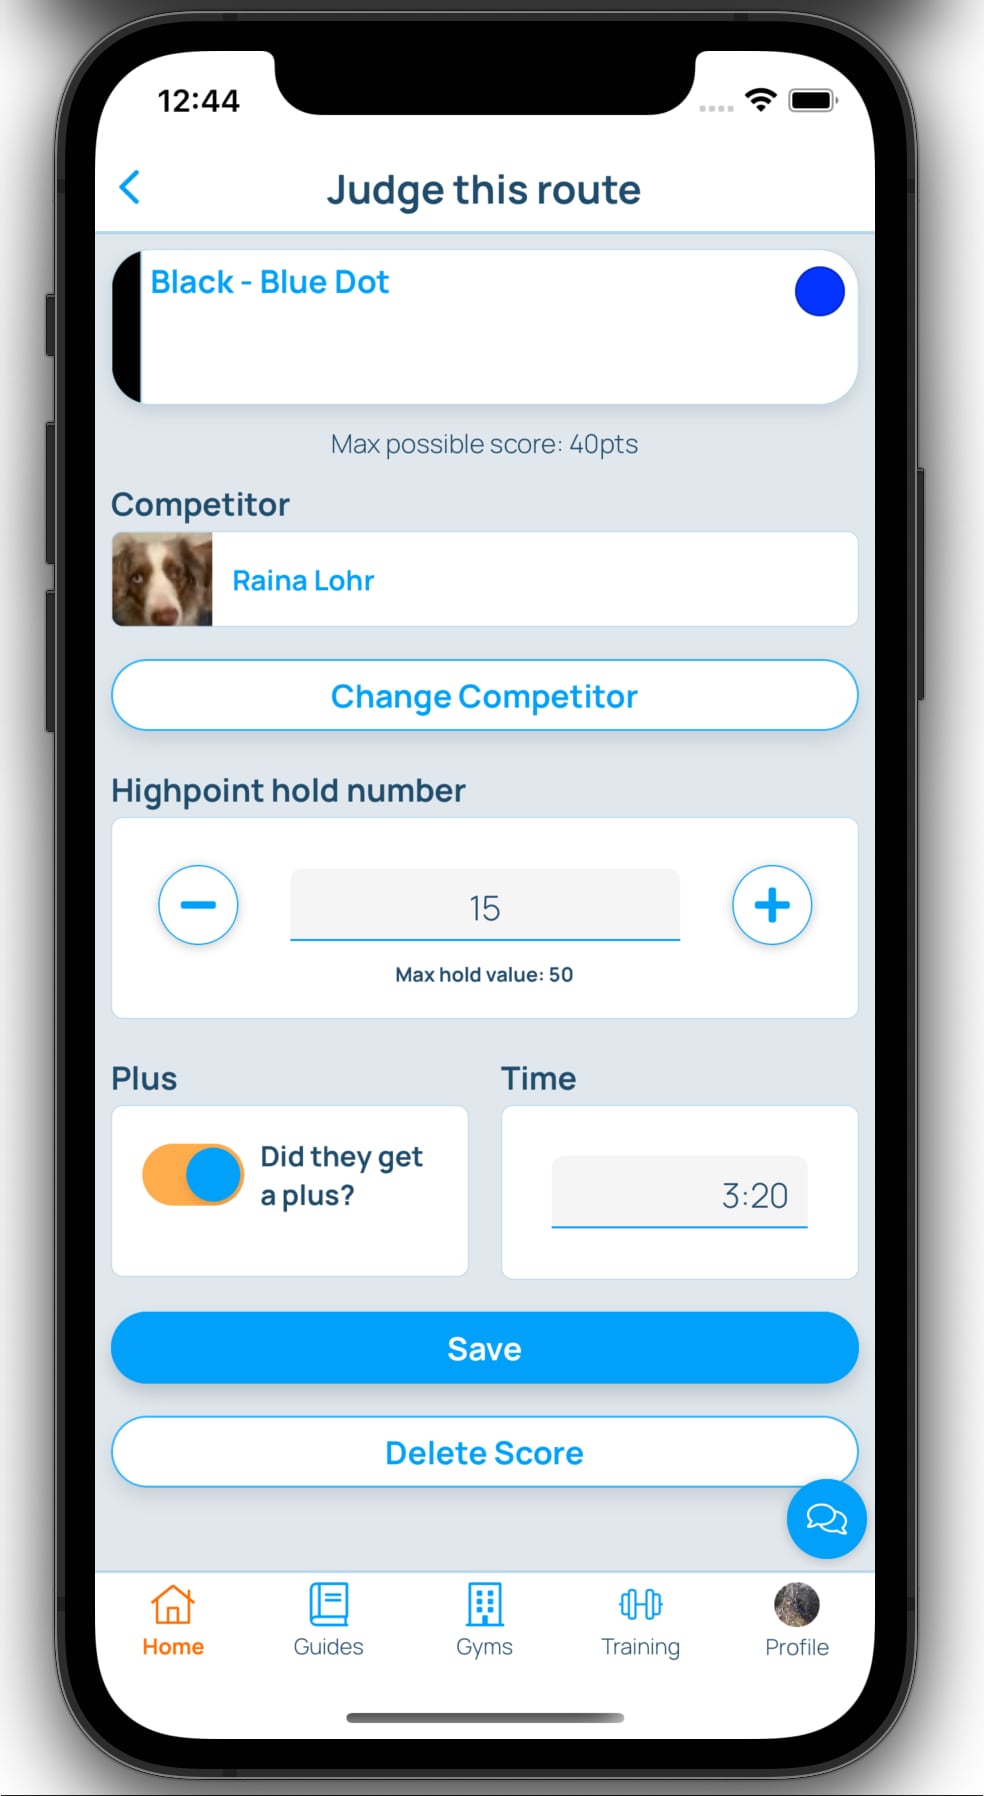 12:44
Judge this route
Black - Blue Dot
Max possible score: 40pts
Competitor
Raina Lohr
Change Competitor
Highpoint hold number
15
Max hold value: 50
Plus
Time
Did they get
a plus?
3:20
Save
Delete Score
Home
Guides
Gyms
Training
Profile